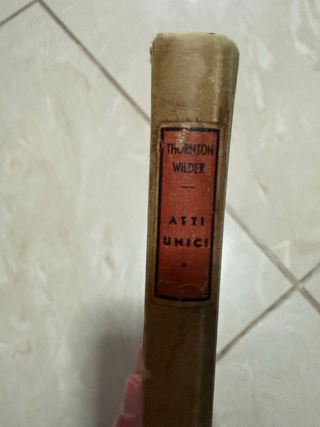 THORNTON
WILDER
ATTI
UNICI